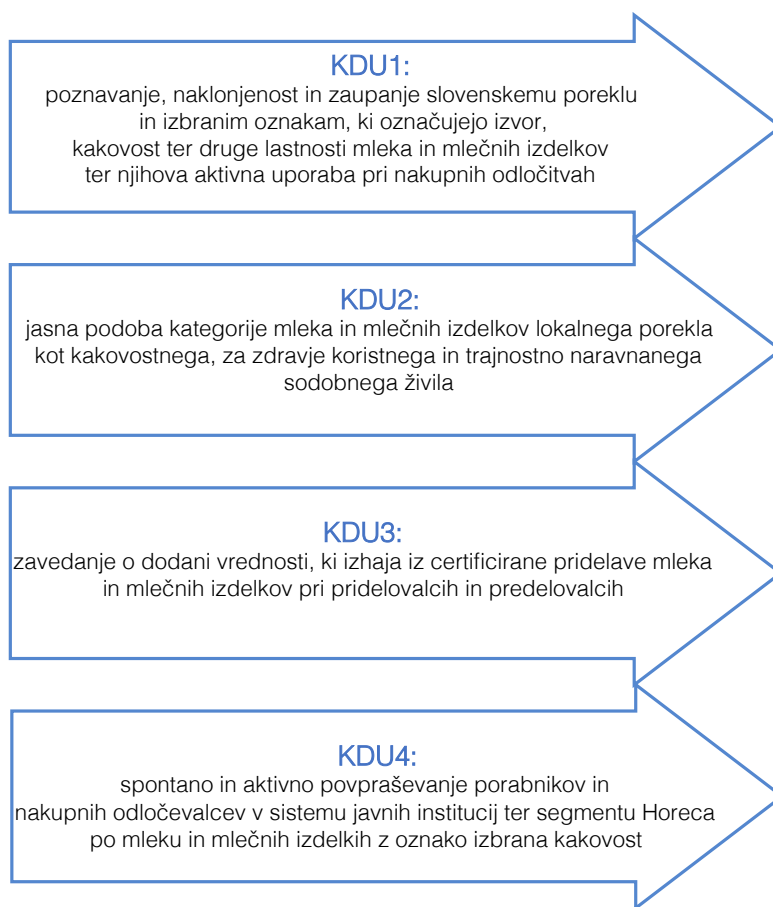 KDU1:
poznavanje, naklonjenost in zaupanje slovenskemu poreklu
in izbranim oznakam, ki označujejo izvor,
kakovost ter druge lastnosti mleka in mlečnih izdelkov
ter njihova aktivna uporaba pri nakupnih odločitvah
KDU2:
jasna podoba kategorije mleka in mlečnih izdelkov lokalnega porekla
kot kakovostnega, za zdravje koristnega in trajnostno naravnanega
sodobnega živila
KDU3:
zavedanje o dodani vrednosti, ki izhaja iz certificirane pridelave mleka
in mlečnih izdelkov pri pridelovalcih in predelovalcih
KDU4:
spontano in aktivno povpraševanje porabnikov in
nakupnih odločevalcev v sistemu javnih institucij ter segmentu Horeca
po mleku in mlečnih izdelkih z oznako izbrana kakovost